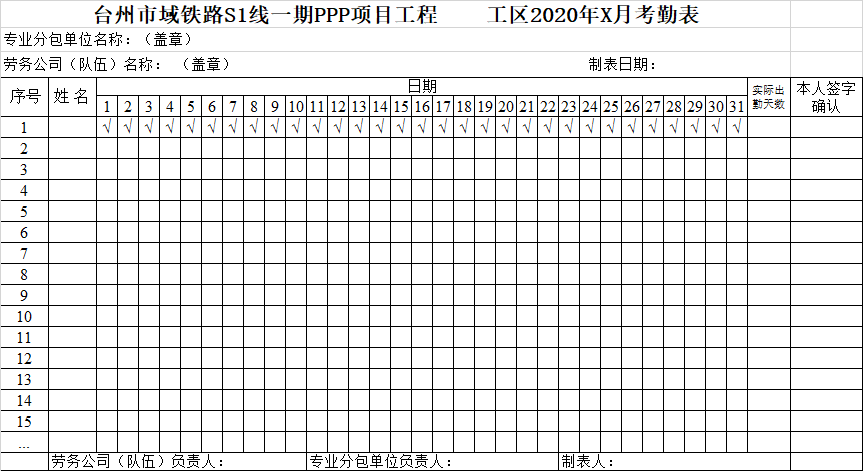 台州市域铁路S1线一期PPP项目工程 工区2020年X月考勤表
专业分包单位名称：（盖章）
劳务公司（队伍）名称： （盖章） 制表日期：
序号 姓 名 日期 实际出勤天数 本人签字确认
1 2 3 4 5 6 7 8 9 10 11 12 13 14 15 16 17 18 19 20 21 22 23 24 25 26 27 28 29 30 31
1 √ √ √ √ √ √ √ √ √ √ √ √ √ √ √ √ √ √ √ √ √ √ √ √ √ √ √ √ √ √ √
2
3
4
5
6
7
8
9
10
11
12
13
14
15
...
劳务公司（队伍）负责人： 专业分包单位负责人： 制表人：